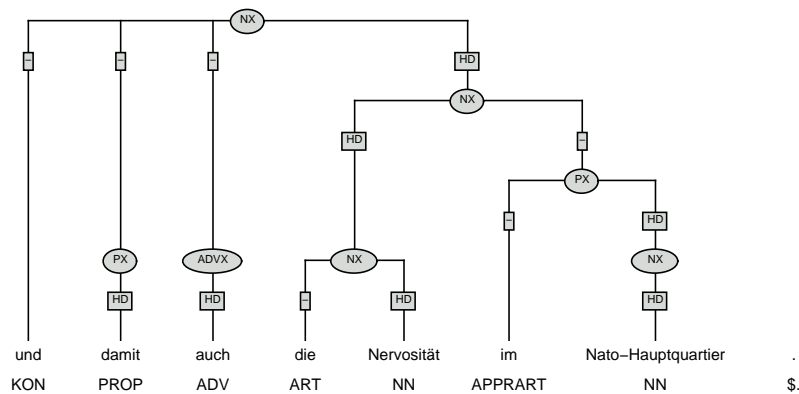 NX
– – – HD
NX
HD –
PX
– HD
PX ADVX NX NX
HD HD – HD HD
und damit auch die Nervosität im Nato–Hauptquartier .
KON PROP ADV ART NN APPRART NN $.